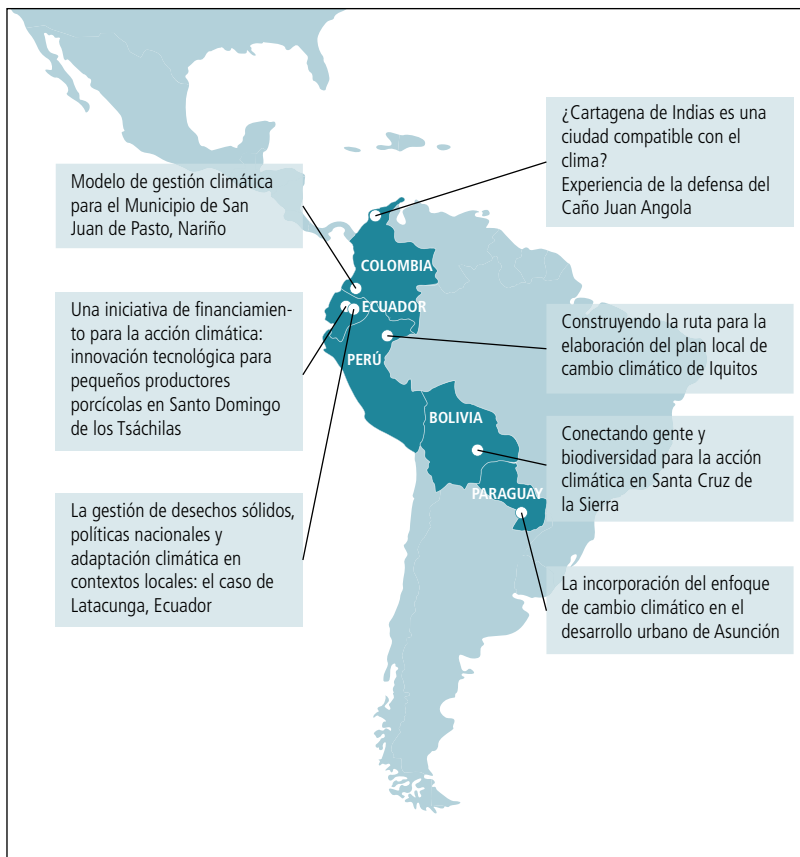 ¿Cartagena de Indias es una
ciudad compatible con el
clima?
Experiencia de la defensa del
Caño Juan Angola
Modelo de gestión climática
para el Municipio de San
Juan de Pasto, Nariño
COLOMBIA
Una iniciativa de financiamien-
to para la acción climática:
innovación tecnológica para
pequeños productores
porcícolas en Santo Domingo
de los Tsáchilas
ECUADOR
Construyendo la ruta para la
elaboración del plan local de
cambio climático de Iquitos
PERÚ
BOLIVIA
Conectando gente y
biodiversidad para la acción
climática en Santa Cruz de
la Sierra
PARAGUAY
La gestión de desechos sólidos,
políticas nacionales y
adaptación climática en
contextos locales: el caso de
Latacunga, Ecuador
La incorporación del enfoque
de cambio climático en el
desarrollo urbano de Asunción